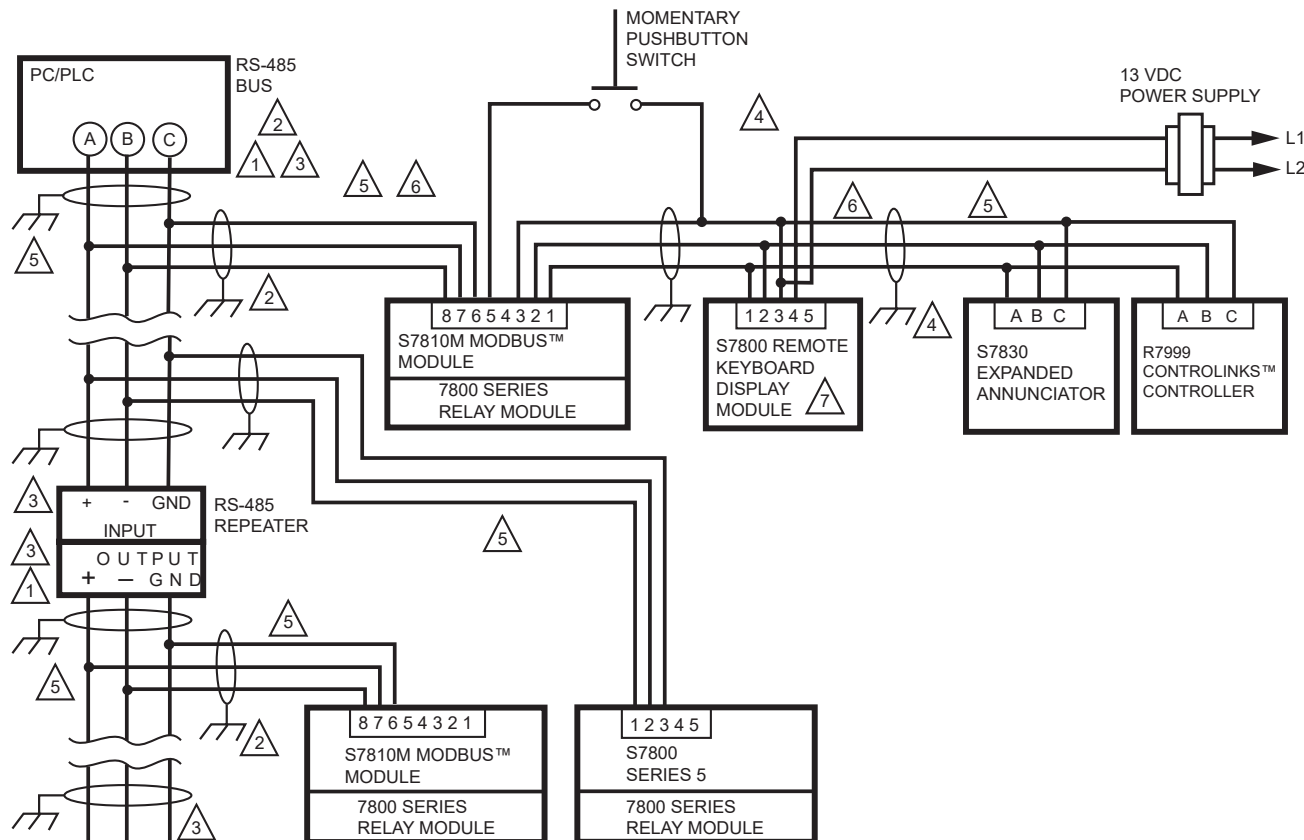 MOMENTARY
PUSHBUTTON
SWITCH
PC/PLC
RS-485
BUS
A B C
2
1 3
13 VDC
POWER SUPPLY
L1
L2
4
5 6
6 5
5
2
4
8 7 6 5 4 3 2 1
S7810M MODBUS™
MODULE
7800 SERIES
RELAY MODULE
1 2 3 4 5
S7800 REMOTE
KEYBOARD
DISPLAY
MODULE
7
A B C
S7830
EXPANDED
ANNUNCIATOR
A B C
R7999
CONTROLINKS™
CONTROLLER
3
+ - GND
INPUT
RS-485
REPEATER
3
OUTPUT
+ – GND
1
5
5
5
2
8 7 6 5 4 3 2 1
S7810M MODBUS™
MODULE
7800 SERIES
RELAY MODULE
1 2 3 4 5
S7800
SERIES 5
7800 SERIES
RELAY MODULE
3